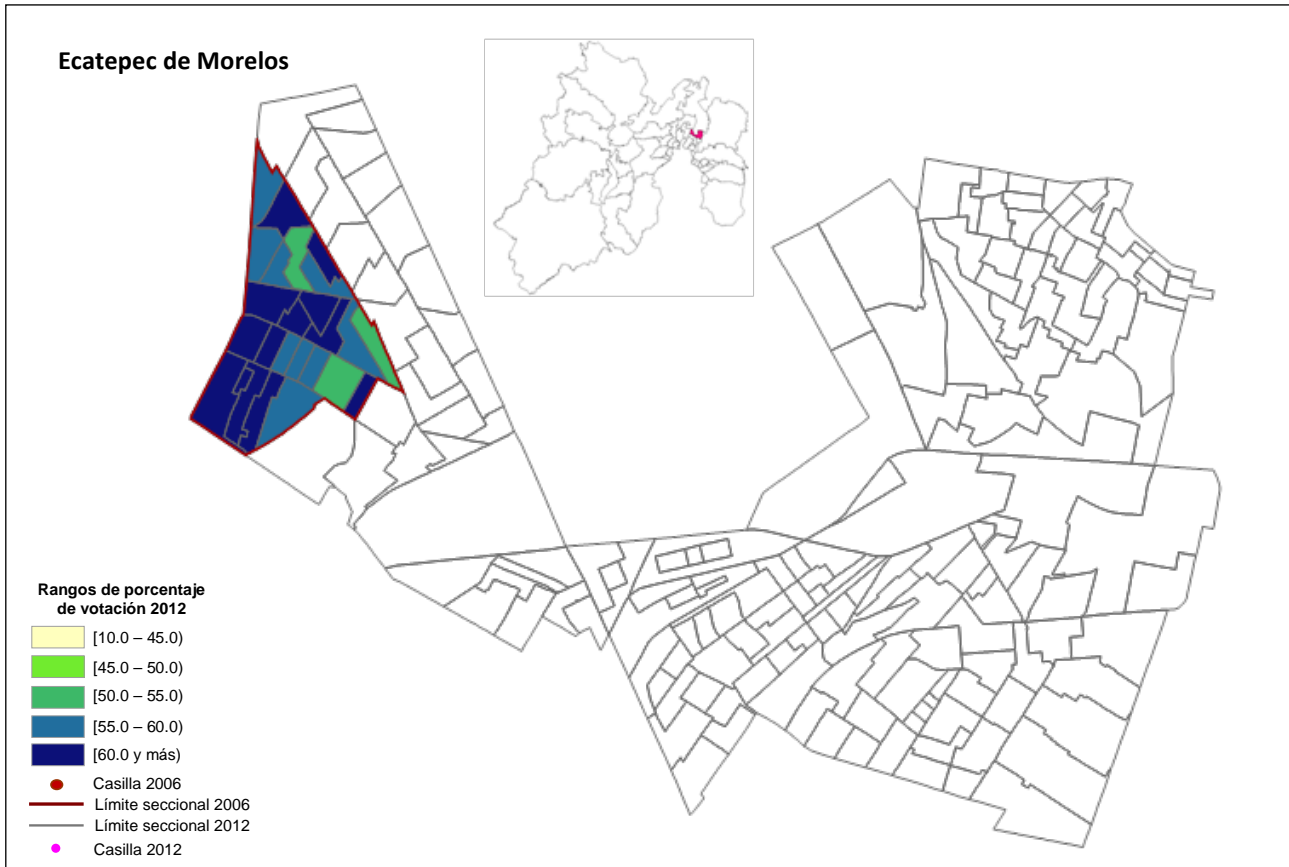 Ecatepec de Morelos
Rangos de porcentaje
de votación 2012
[10.0 – 45.0)
[45.0 – 50.0)
[50.0 – 55.0)
[55.0 – 60.0)
[60.0 y más)
Casilla 2006
Límite seccional 2006
Límite seccional 2012
Casilla 2012